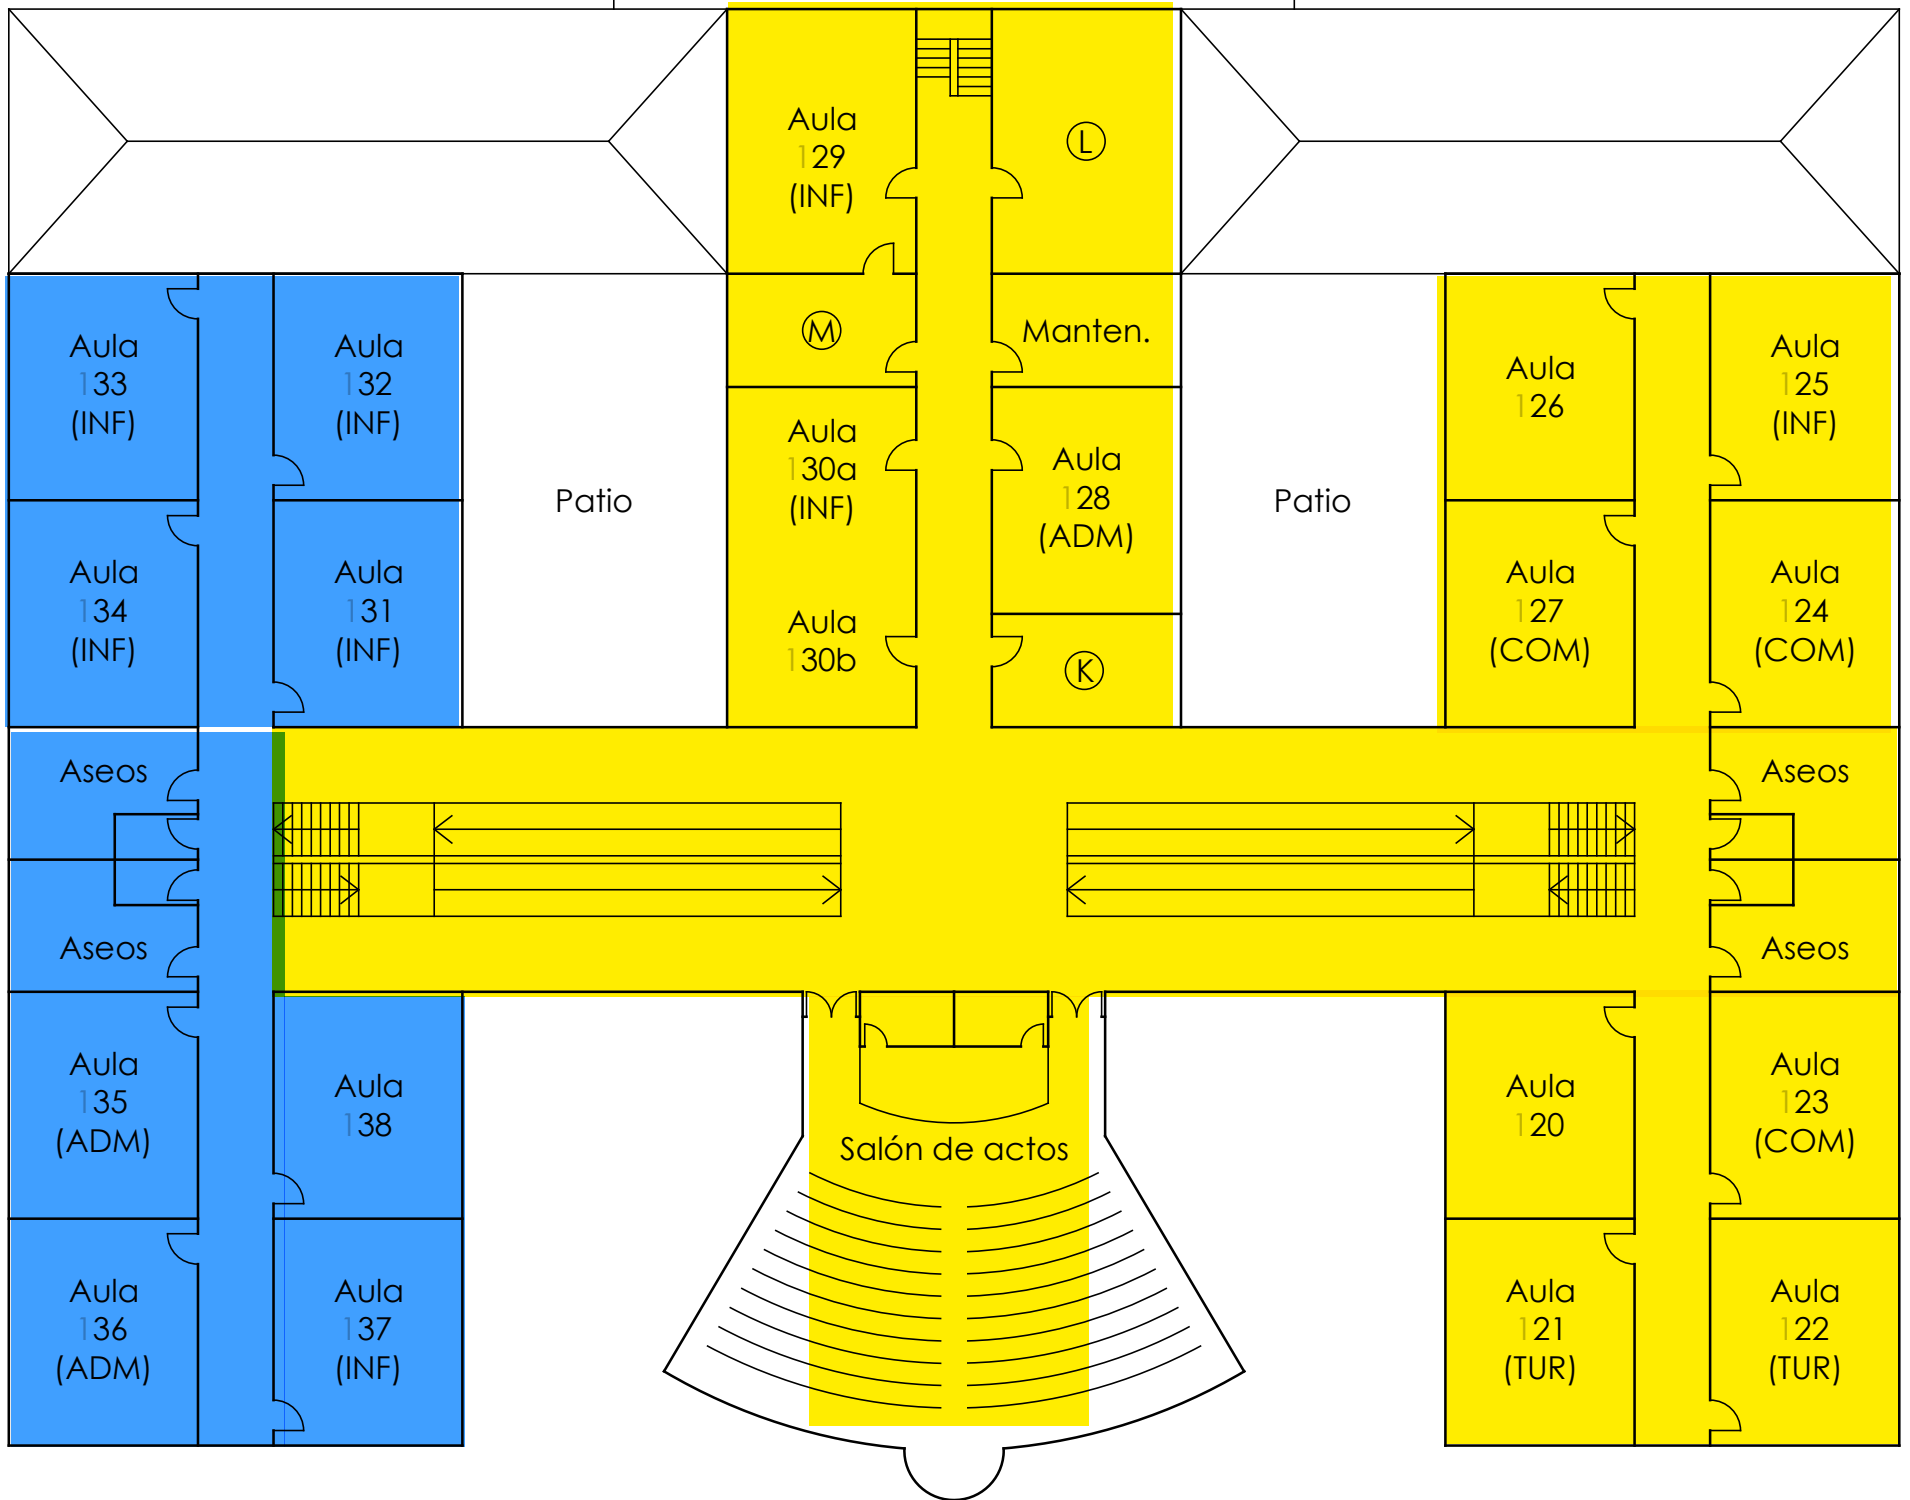 Aula
129
(INF)
L
M
Manten.
Aula
133
(INF)
Aula
132
(INF)
Aula
134
(INF)
Aula
131
(INF)
Patio
Aula
130a
(INF)
Aula
130b
Aula
128
(ADM)
K
Patio
Aula
126
Aula
125
(INF)
Aula
127
(COM)
Aula
124
(COM)
Aseos
Aseos
Aseos
Aseos
Aula
135
(ADM)
Aula
138
Aula
136
(ADM)
Aula
137
(INF)
Salón de actos
Aula
120
Aula
123
(COM)
Aula
121
(TUR)
Aula
122
(TUR)